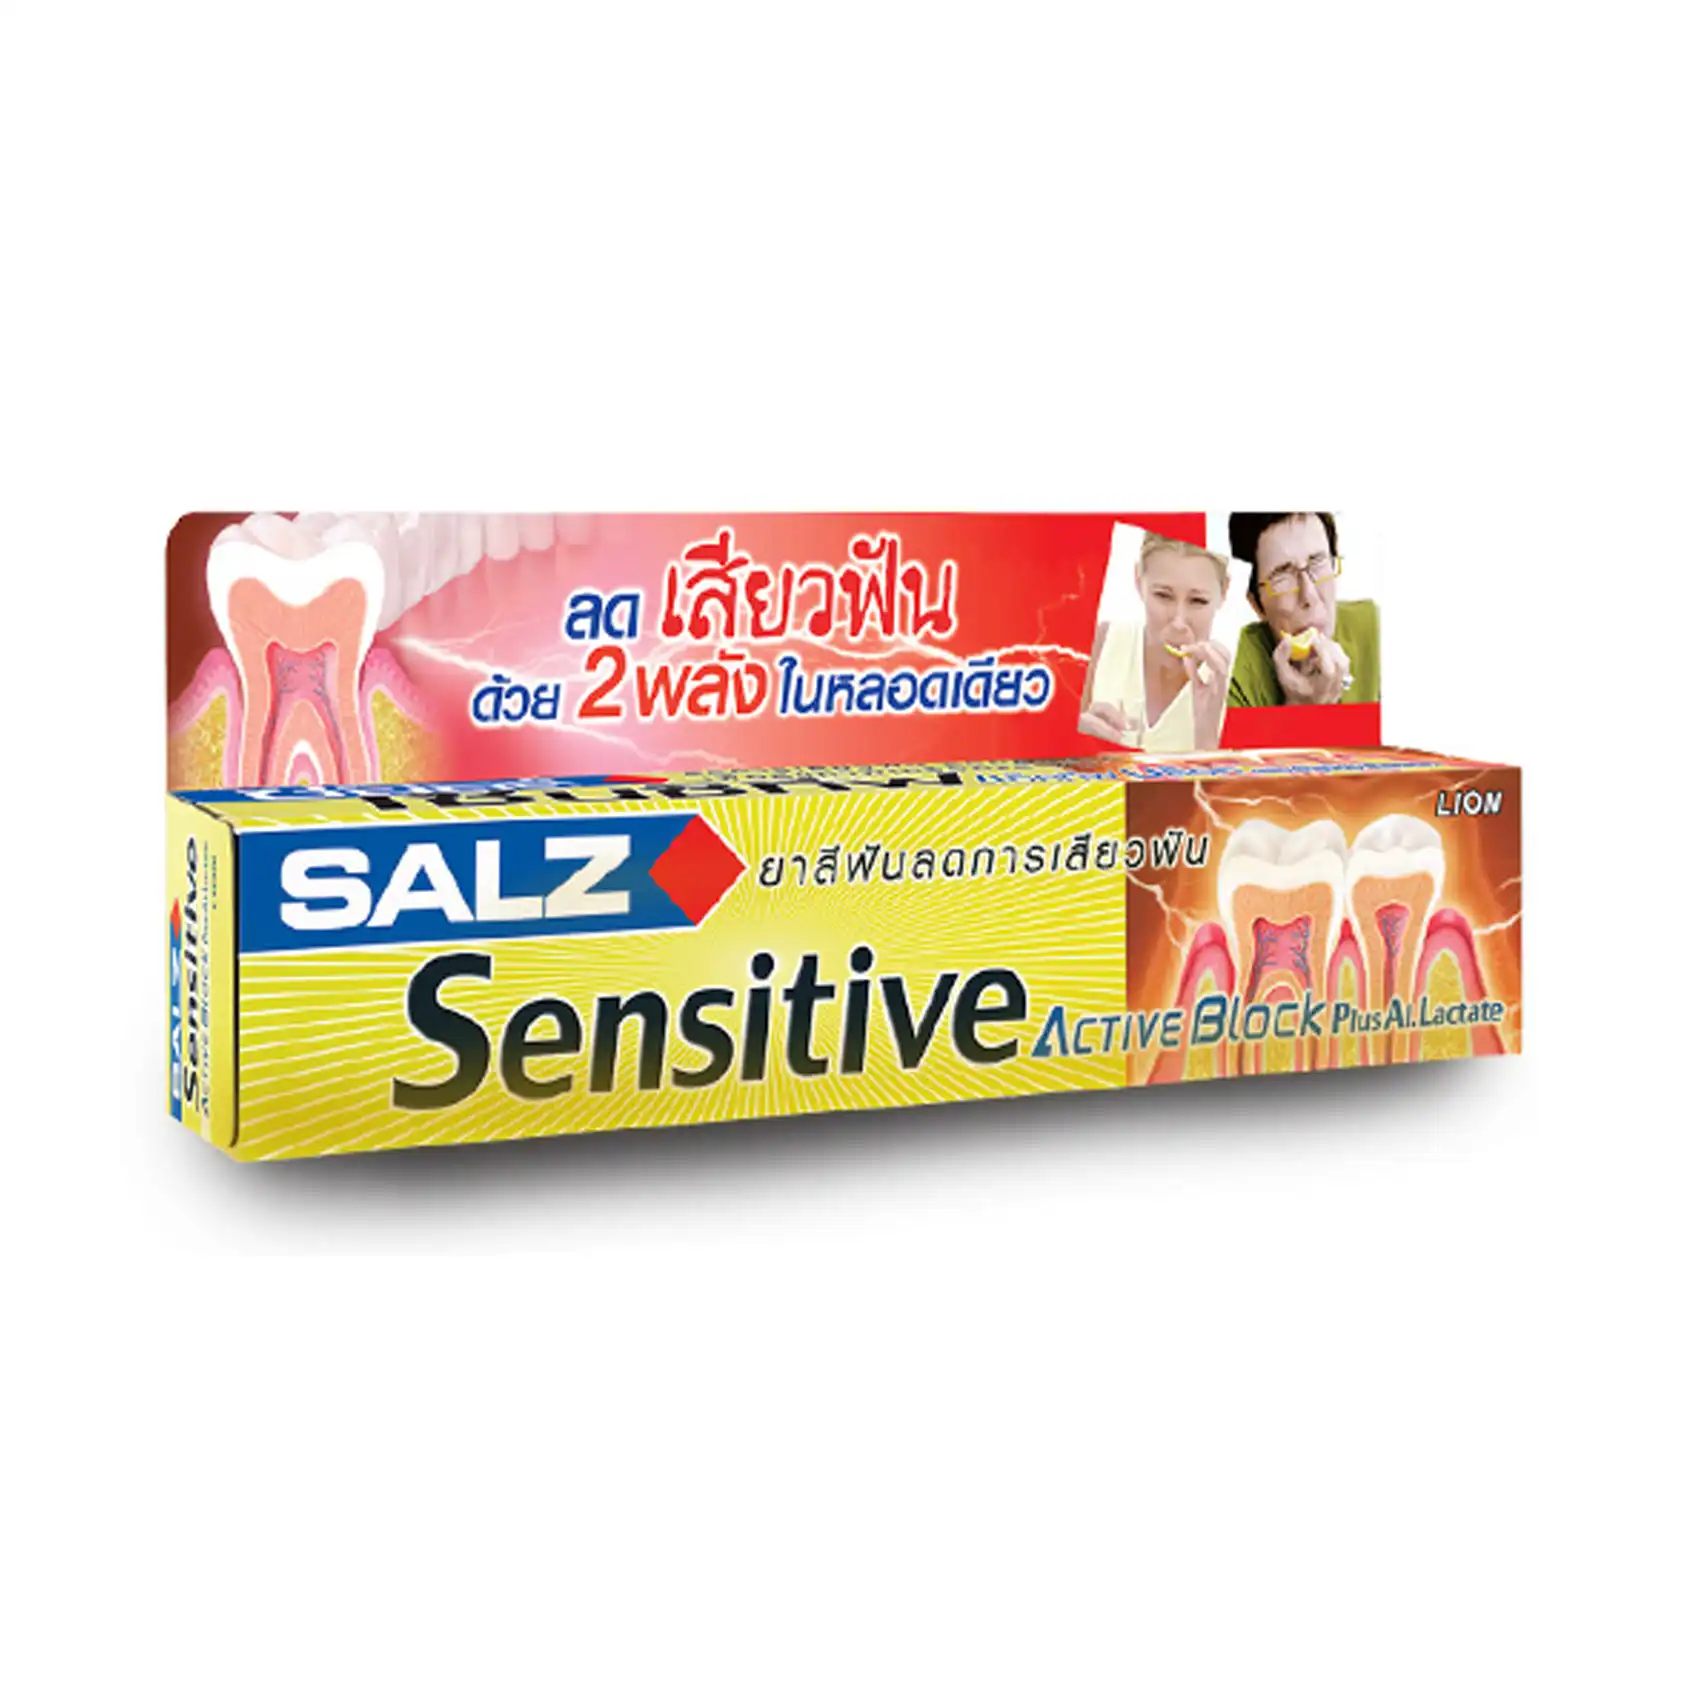 ลด เสียวฟัน
ด้วย 2 พลัง ในหลอดเดียว
LION
SALZ
ยาสีฟันลดการเสียวฟัน
Sensitive
ACTIVE BLOCK Plus Al. Lactate
SALZ
Sensitive